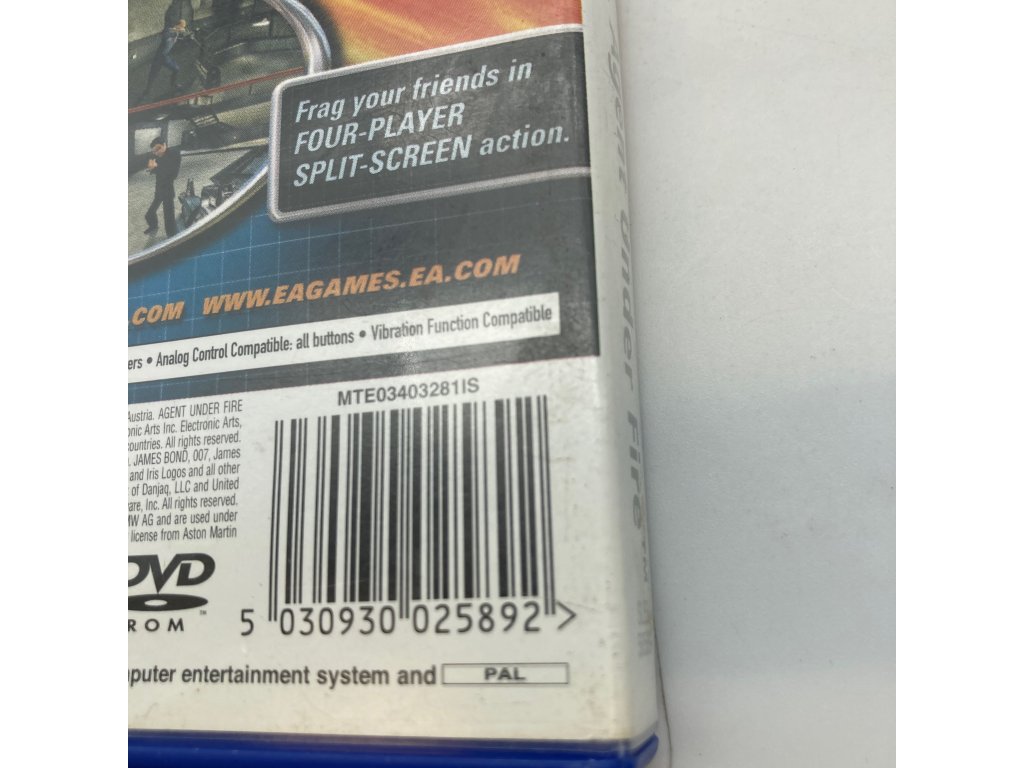 Frag your friends in
FOUR-PLAYER
SPLIT-SCREEN action.
.COM WWW.EAGAMES.EA.COM
ers • Analog Control Compatible: all buttons • Vibration Function Compatible
MTE03403281IS
Austria. AGENT UNDER FIRE
onic Arts Inc. Electronic Arts,
countries. All rights reserved.
. JAMES BOND, 007, James
and Iris Logos and all other
of Danjaq, LLC and United
are, Inc. All rights reserved.
MW AG and are used under
license from Aston Martin
DVD
ROM
™
5 030930 025892 >
puter entertainment system and PAL
Agent Under Fire™